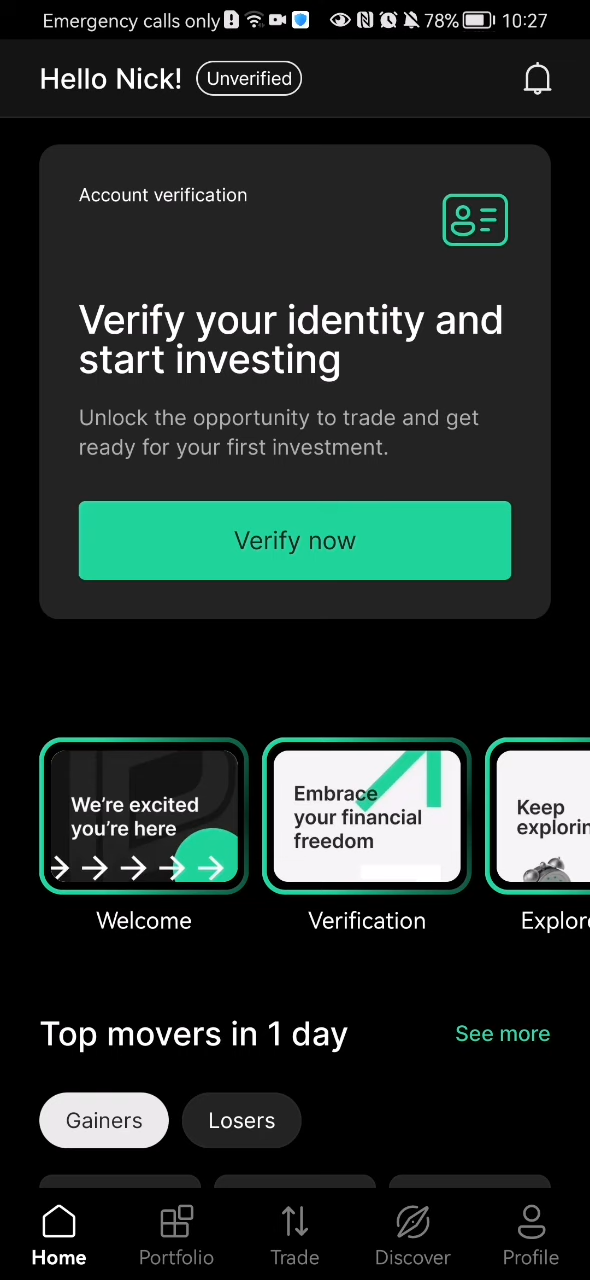 Emergency calls only 78% 10:27
Hello Nick! Unverified
Account verification
Verify your identity and
start investing
Unlock the opportunity to trade and get
ready for your first investment.
Verify now
We're excited
you're here
Embrace
your financial
freedom
Keep
explorin
Welcome
Verification
Explore
Top movers in 1 day
See more
Gainers
Losers
Home
Portfolio
Trade
Discover
Profile